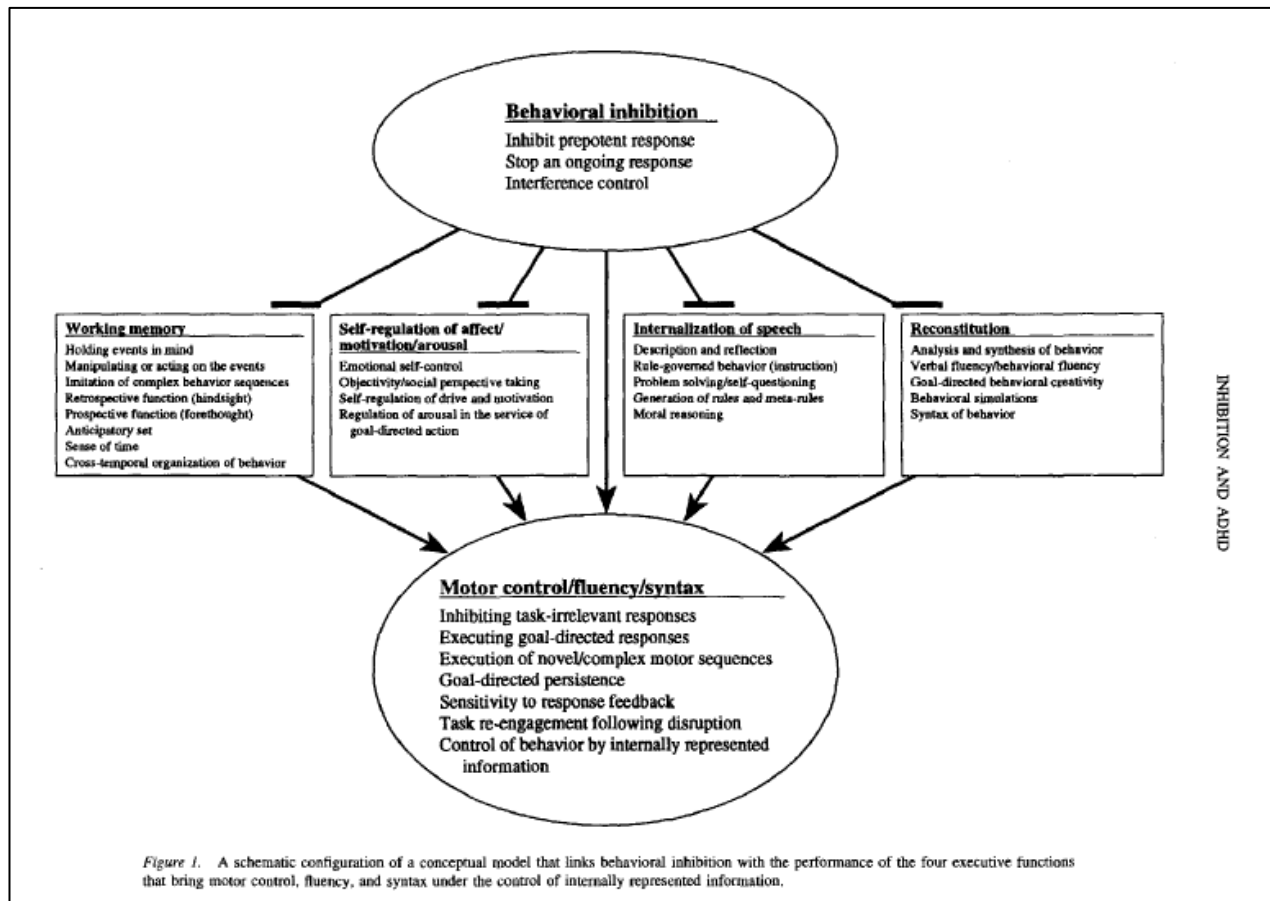 Behavioral inhibition
Inhibit prepotent response
Stop an ongoing response
Interference control
Working memory
Holding events in mind
Manipulating or acting on the events
Imitation of complex behavior sequences
Retrospective function (hindsight)
Prospective function (forethought)
Anticipatory set
Sense of time
Cross-temporal organization of behavior
Self-regulation of affect/
motivation/arousal
Emotional self-control
Objectivity/social perspective taking
Self-regulation of drive and motivation
Regulation of arousal in the service of
goal-directed action
Internalization of speech
Description and reflection
Rule-governed behavior (instruction)
Problem solving/self-questioning
Generation of rules and meta-rules
Moral reasoning
Reconstitution
Analysis and synthesis of behavior
Verbal fluency/behavioral fluency
Goal-directed behavioral creativity
Behavioral simulations
Syntax of behavior
INHIBITION AND ADHD
Motor control/fluency/syntax
Inhibiting task-irrelevant responses
Executing goal-directed responses
Execution of novel/complex motor sequences
Goal-directed persistence
Sensitivity to response feedback
Task re-engagement following disruption
Control of behavior by internally represented
information
Figure 1. A schematic configuration of a conceptual model that links behavioral inhibition with the performance of the four executive functions
that bring motor control, fluency, and syntax under the control of internally represented information.